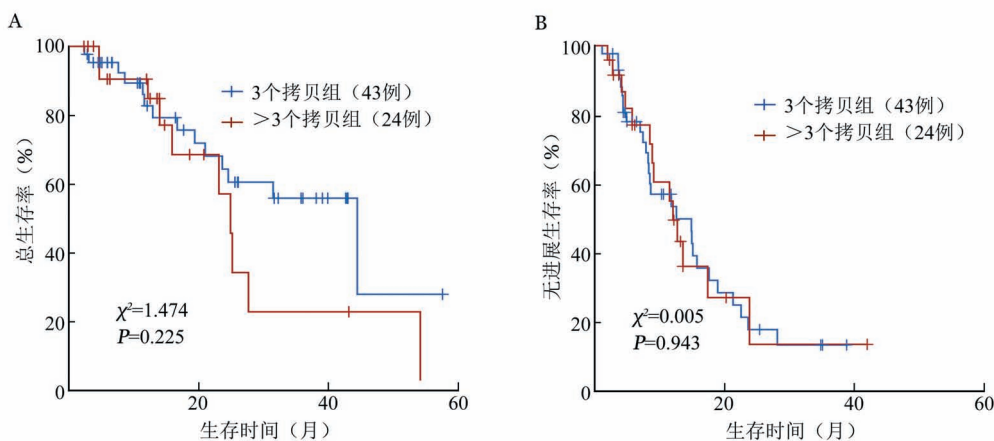 A
总生存率（%）
100
80
60
40
20
0
3个拷贝组（43例）
＞3个拷贝组（24例）
χ²=1.474
P=0.225
20
40
60
生存时间（月）
B
无进展生存率（%）
100
80
60
40
20
0
3个拷贝组（43例）
＞3个拷贝组（24例）
χ²=0.005
P=0.943
20
40
60
生存时间（月）